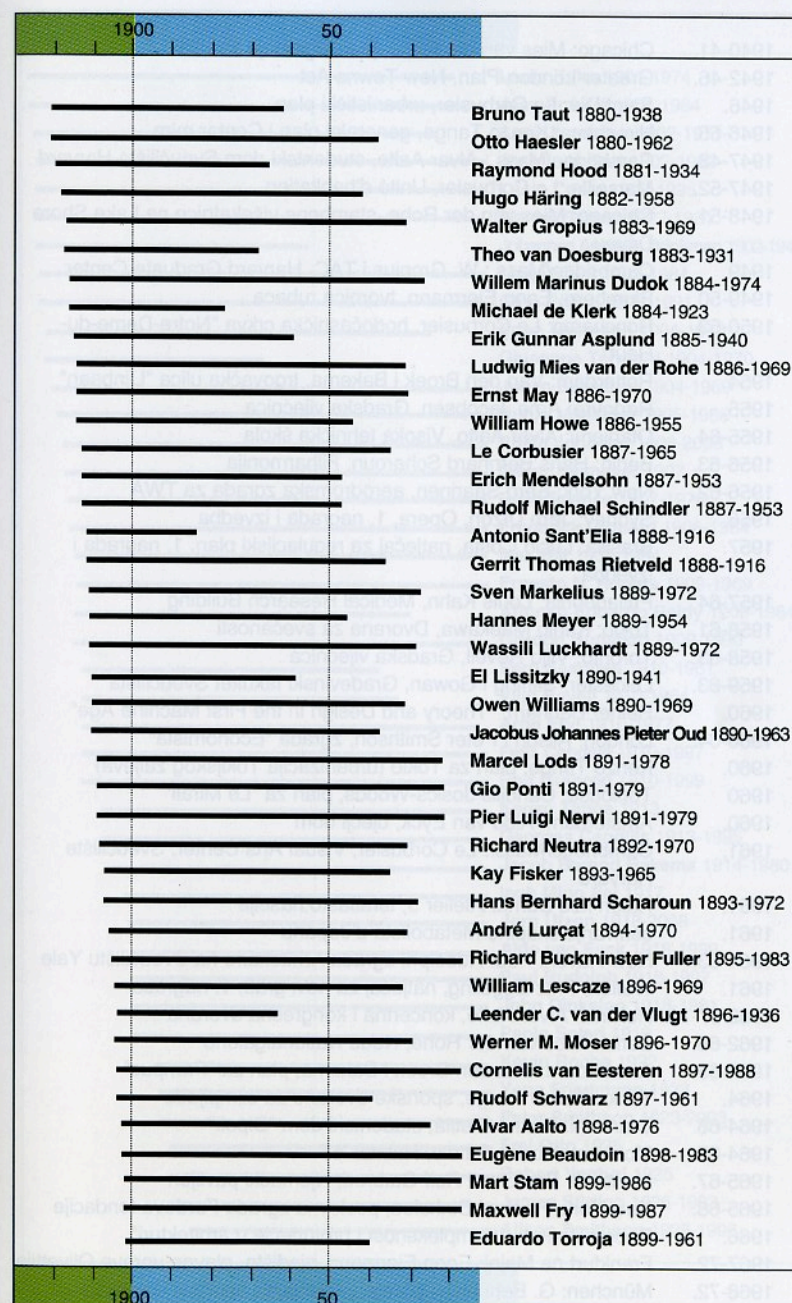 1900 50
Bruno Taut 1880-1938
Otto Haesler 1880-1962
Raymond Hood 1881-1934
Hugo Häring 1882-1958
Walter Gropius 1883-1969
Theo van Doesburg 1883-1931
Willem Marinus Dudok 1884-1974
Michael de Klerk 1884-1923
Erik Gunnar Asplund 1885-1940
Ludwig Mies van der Rohe 1886-1969
Ernst May 1886-1970
William Howe 1886-1955
Le Corbusier 1887-1965
Erich Mendelsohn 1887-1953
Rudolf Michael Schindler 1887-1953
Antonio Sant'Elia 1888-1916
Gerrit Thomas Rietveld 1888-1916
Sven Markelius 1889-1972
Hannes Meyer 1889-1954
Wassili Luckhardt 1889-1972
El Lissitzky 1890-1941
Owen Williams 1890-1969
Jacobus Johannes Pieter Oud 1890-1963
Marcel Lods 1891-1978
Gio Ponti 1891-1979
Pier Luigi Nervi 1891-1979
Richard Neutra 1892-1970
Kay Fisker 1893-1965
Hans Bernhard Scharoun 1893-1972
André Lurçat 1894-1970
Richard Buckminster Fuller 1895-1983
William Lescaze 1896-1969
Leender C. van der Vlugt 1896-1936
Werner M. Moser 1896-1970
Cornelis van Eesteren 1897-1988
Rudolf Schwarz 1897-1961
Alvar Aalto 1898-1976
Eugène Beaudoin 1898-1983
Mart Stam 1899-1986
Maxwell Fry 1899-1987
Eduardo Torroja 1899-1961
1900 50